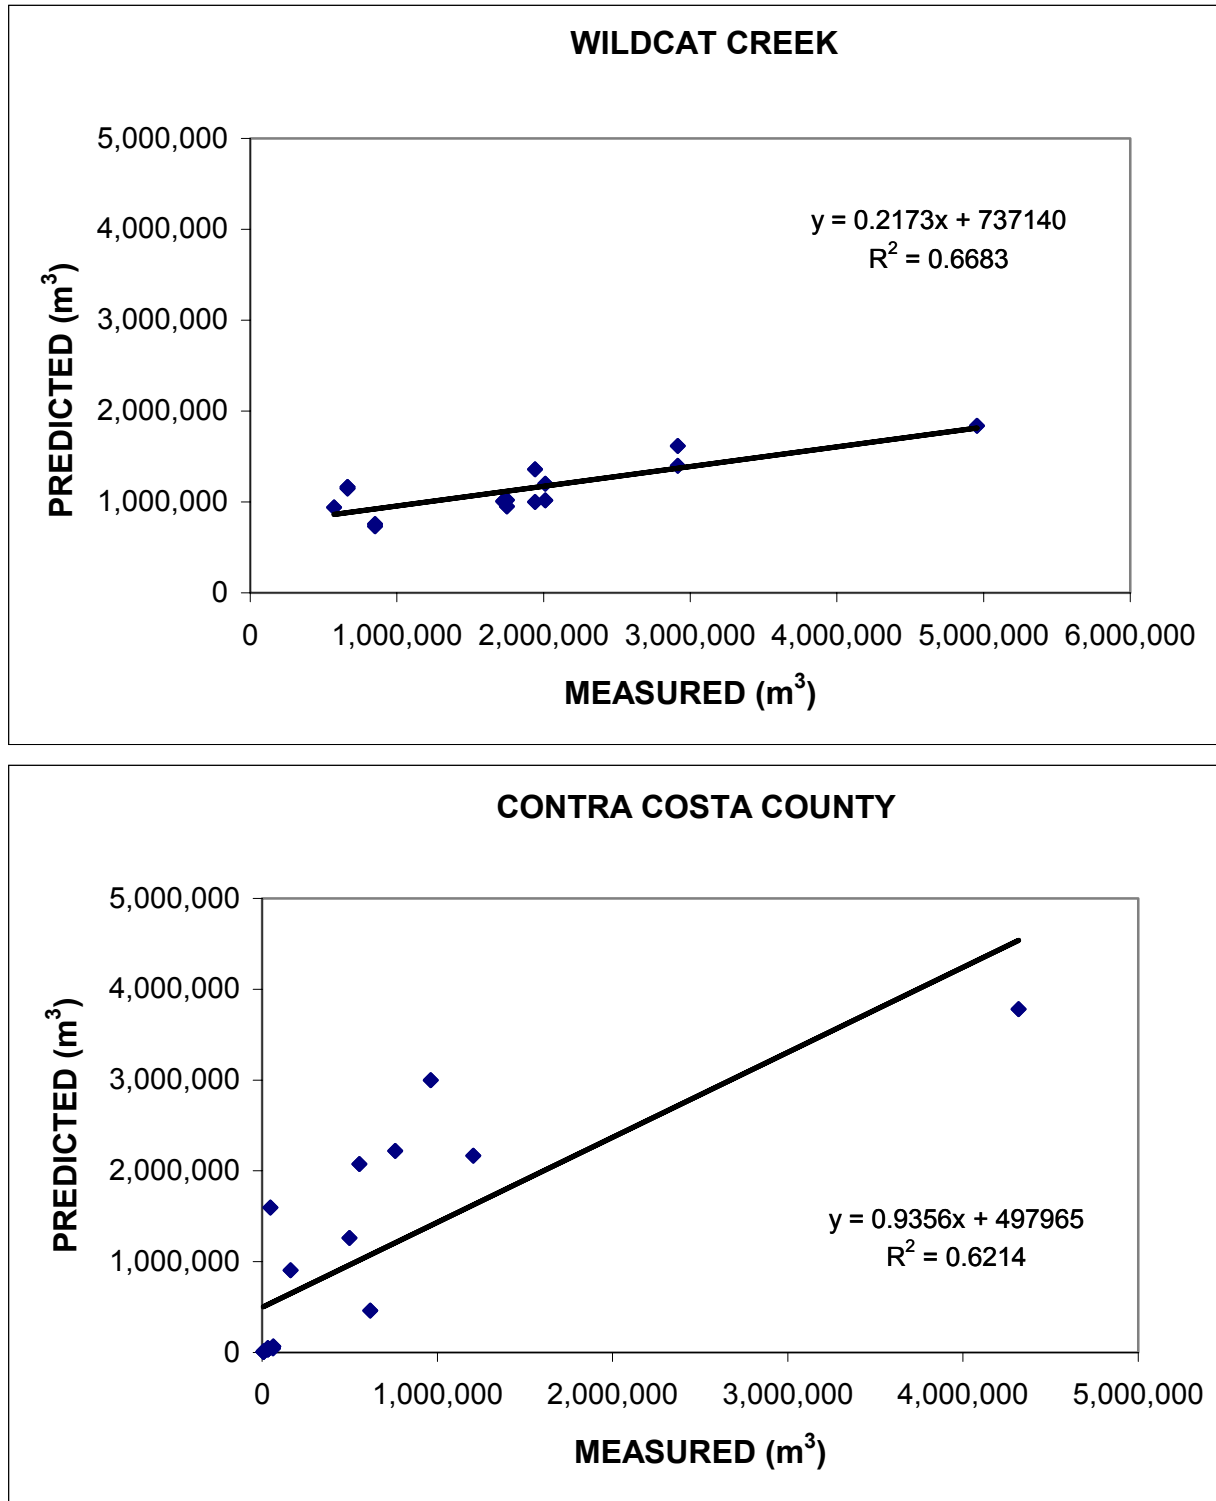 WILDCAT CREEK
5,000,000
4,000,000
3,000,000
2,000,000
1,000,000
0
PREDICTED (m³)
y = 0.2173x + 737140
R² = 0.6683
0 1,000,000 2,000,000 3,000,000 4,000,000 5,000,000 6,000,000
MEASURED (m³)
CONTRA COSTA COUNTY
5,000,000
4,000,000
3,000,000
2,000,000
1,000,000
0
PREDICTED (m³)
y = 0.9356x + 497965
R² = 0.6214
0 1,000,000 2,000,000 3,000,000 4,000,000 5,000,000
MEASURED (m³)